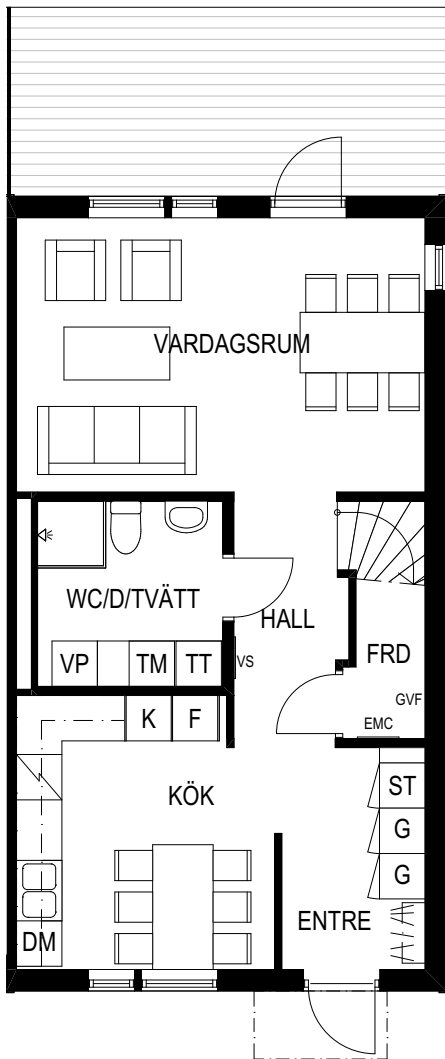 VARDAGSRUM
WC/D/TVÄTT
HALL
VP
TM
TT
VS
FRD
GVF
EMC
K
F
KÖK
ST
G
G
DM
ENTRE